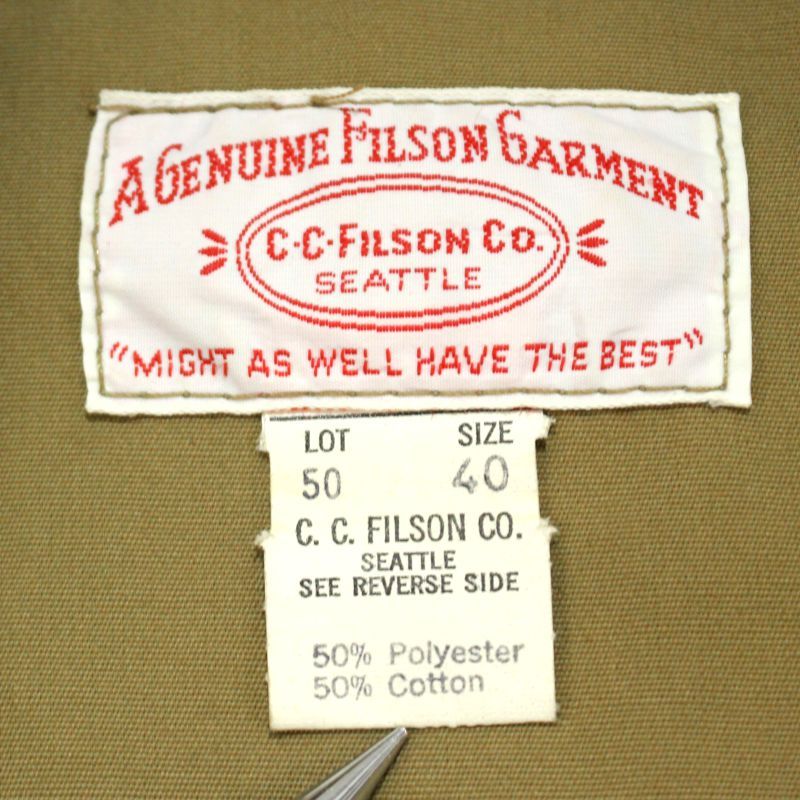 A GENUINE FILSON GARMENT
C·C·FILSON CO.
SEATTLE
"MIGHT AS WELL HAVE THE BEST"
LOT SIZE
50 40
C. C. FILSON CO.
SEATTLE
SEE REVERSE SIDE
50% Polyester
50% Cotton